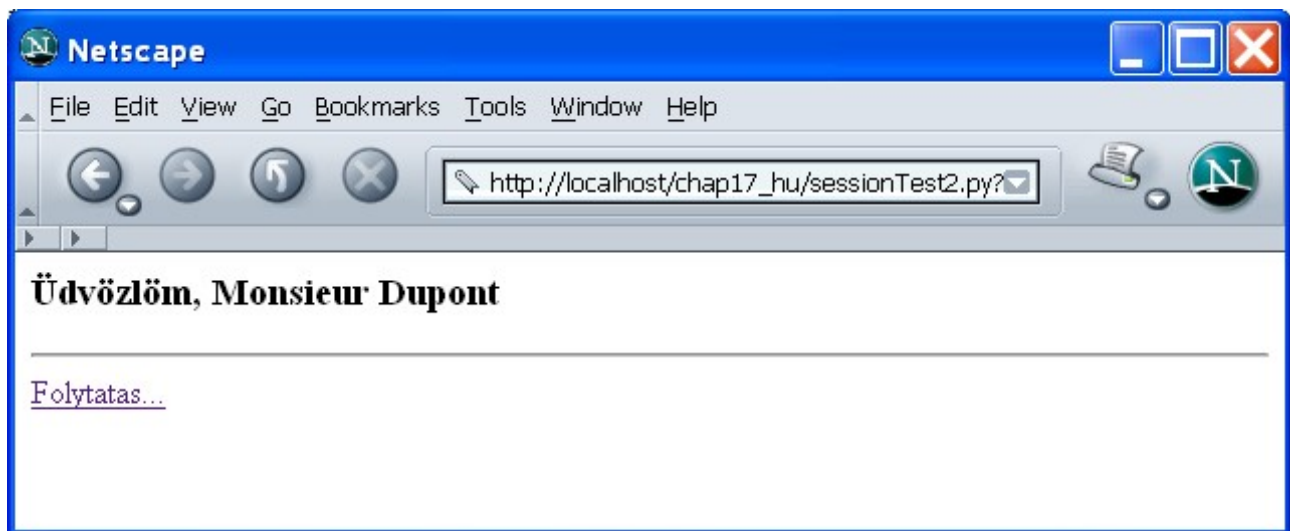 Netscape
File Edit View Go Bookmarks Tools Window Help
http://localhost/chap17_hu/sessionTest2.py?
N
Üdvözlöm, Monsieur Dupont
Folytatas...